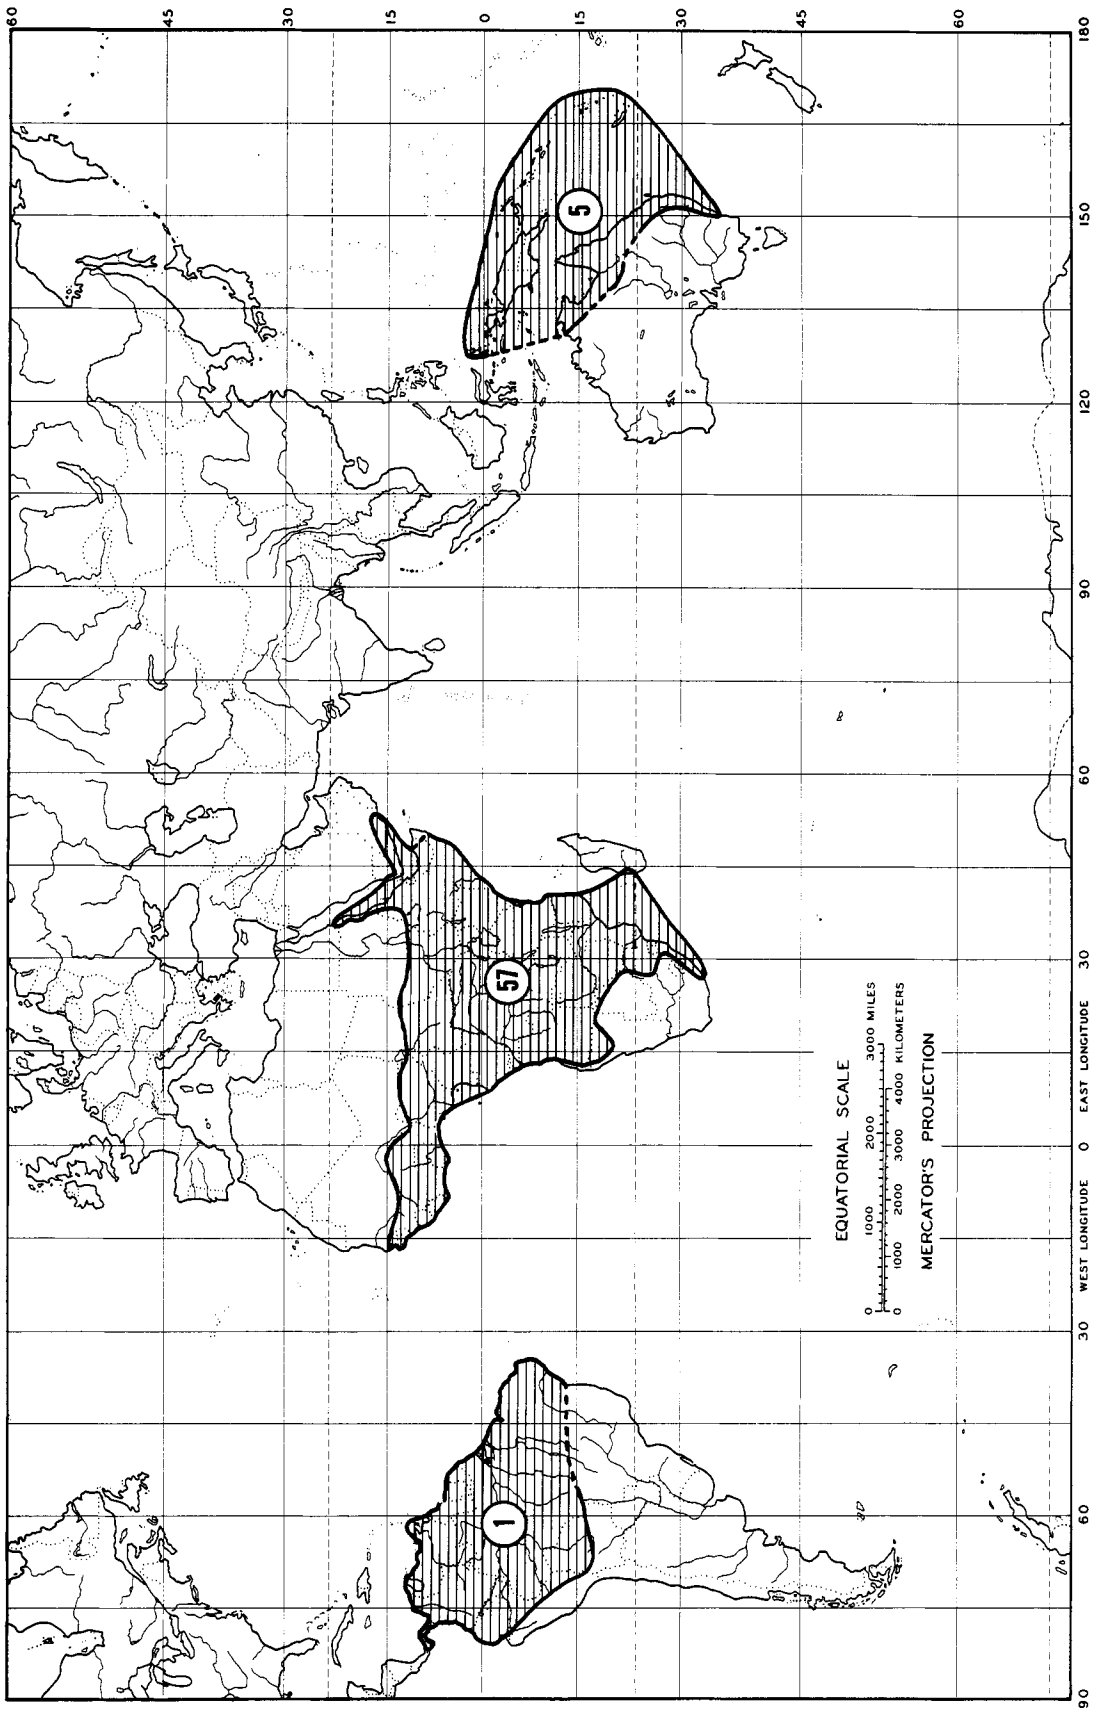 60
45
30
15
0
15
30
45
60
1
57
5
EQUATORIAL SCALE
0 1000 2000 3000 MILES
0 1000 2000 3000 4000 KILOMETERS
MERCATOR'S PROJECTION
90 60 30 0 30 60 90 120 150 180
WEST LONGITUDE EAST LONGITUDE